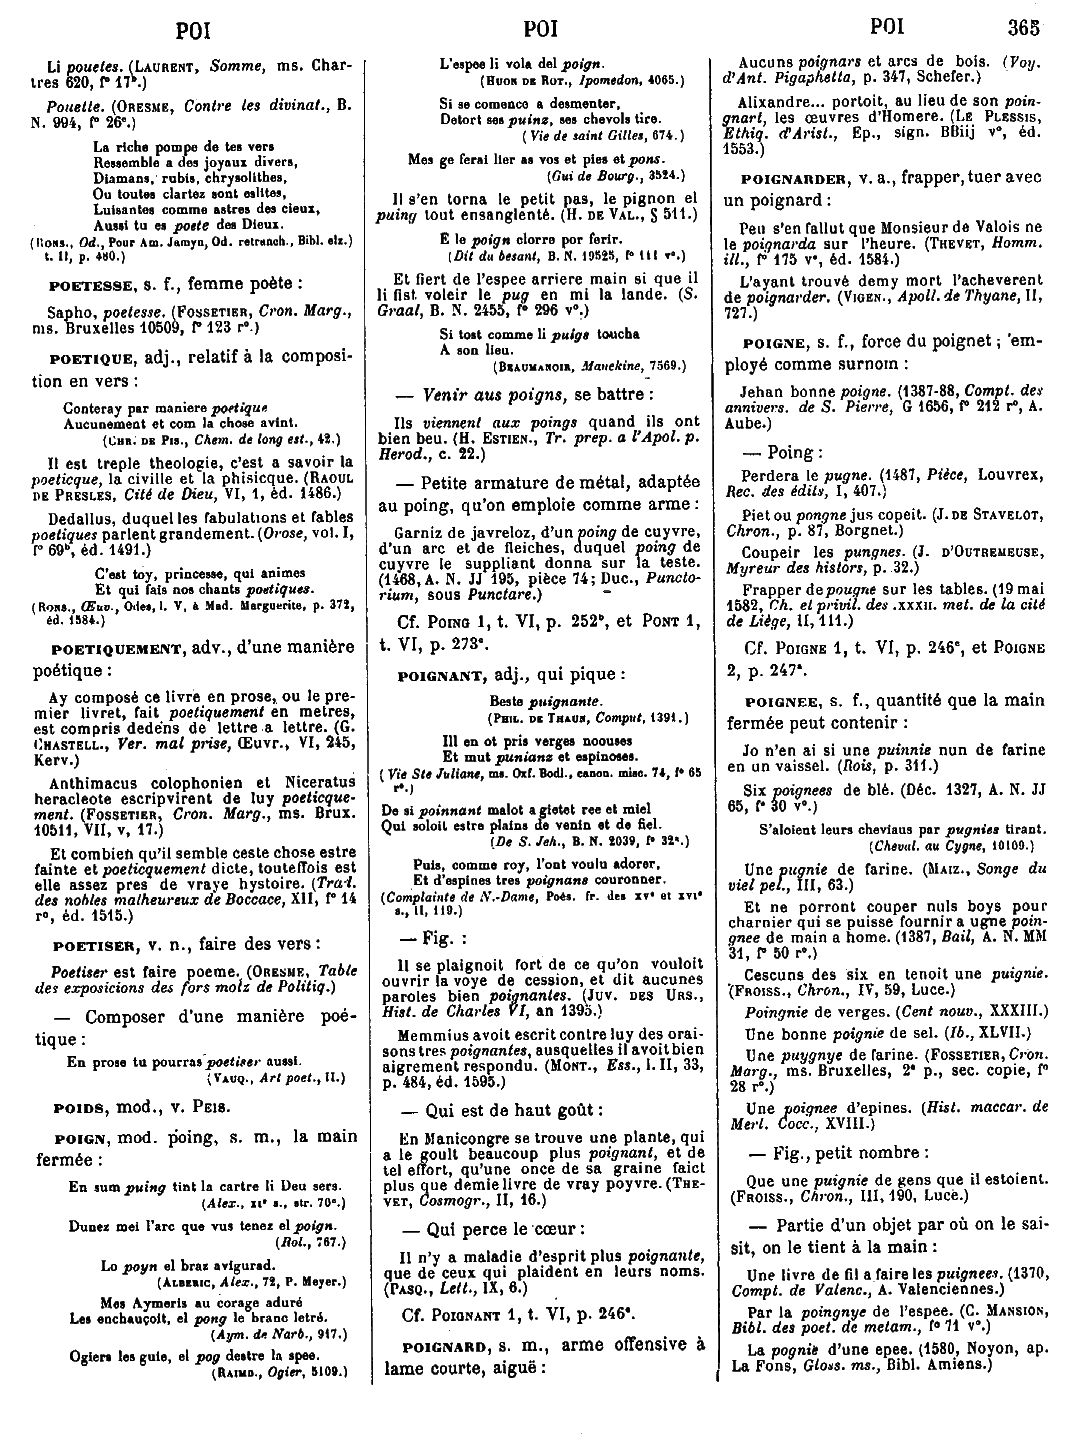 POI
POI
POI
365
Li pouetes. (LAURENT, Somme, ms. Char-
tres 620, f° 17b.)
Pouette. (ORESME, Contre les divinat., B.
N. 994, f° 26c.)
La riche pompe de tes vers
Ressemble a des joyaux divers,
Diamans, rubis, chrysolithes,
Ou toutes clartez sont eslites,
Luisantes comme astres des cieux,
Aussi tu es poete des Dieux.
(RONS., Od., Pour Am. Jamyn, Od. retranch., Bibl. elz.)
t. II, p. 480.)
POETESSE, s. f., femme poète :
Sapho, poetesse. (FOSSETIER, Cron. Marg.,
ms. Bruxelles 10509, f° 123 r°.)
POETIQUE, adj., relatif à la composi-
tion en vers :
Conteray par maniere poetique
Aucunement et com la chose avint.
(CHR. DE PIS., Chem. de long est., 42.)
Il est treple theologie, c'est a savoir la
poeticque, la civille et la phisicque. (RAOUL
DE PRESLES, Cité de Dieu, VI, 1, éd. 1486.)
Dedallus, duquel les fabulations et fables
poetiques parlent grandement. (Orose, vol. I,
f° 69b, éd. 1491.)
C'est toy, princesse, qui animes
Et qui fais nos chants poetiques.
(RONS., Œuv., Odes, l. V, à Mad. Marguerite, p. 372,
éd. 1584.)
POETIQUEMENT, adv., d'une manière
poétique :
Ay composé ce livre en prose, ou le pre-
mier livret, fait poetiquement en metres,
est compris dedens de lettre a lettre. (G.
CHASTELL., Ver. mal prise, Œuvr., VI, 245,
Kerv.)
Anthimacus colophonien et Niceratus
heracleote escripvirent de luy poeticque-
ment. (FOSSETIER, Cron. Marg., ms. Brux.
10511, VII, v, 17.)
Et combien qu'il semble ceste chose estre
fainte et poeticquement dicte, touteffois est
elle assez pres de vraye hystoire. (Trat.
des nobles malheureux de Boccace, XII, f° 14
r°, éd. 1515.)
POETISER, v. n., faire des vers :
Poetiser est faire poeme. (ORESME, Table
des exposicions des fors motz de Politiq.)
— Composer d'une manière poé-
tique :
En prose tu pourras poetiser aussi.
(VAUQ., Art poet., II.)
POIDS, mod., v. PEIS.
POIGN, mod. poing, s. m., la main
fermée :
En sum puing tint la cartre li Deu sers.
(Alex., XIe s., str. 70e.)
Dunez mei l'arc que vus tenez el poign.
(Rol., 767.)
Lo poyn el braz avigurad.
(ALBERIC, Alex., 72, P. Meyer.)
Mes Aymeris au corage aduré
Les enchauçoit, el pong le branc letré.
(Aym. de Narb., 917.)
Ogiers les guie, el pog destre la spee.
(RAIMB., Ogier, 5109.)
L'espee li vola del poign.
(HUON DE ROT., Ipomedon, 4065.)
Si se comence a desmenter,
Detort ses puinz, ses chevols tire.
(Vie de saint Gilles, 674.)
Mes ge ferai lier as vos et pies et pons.
(Gui de Bourg., 3524.)
Il s'en torna le petit pas, le pignon el
puing tout ensanglenté. (H. DE VAL., § 511.)
E le poign clorre por ferir.
(Dit du besant, B. N. 19525, f° 111 v°.)
Et fiert de l'espee arriere main si que il
li fist voleir le pug en mi la lande. (S.
Graal, B. N. 2455, f° 296 v°.)
Si tost comme li puigs toucha
A son lieu.
(BEAUMANOIR, Manekine, 7569.)
— Venir aus poigns, se battre :
Ils viennent aux poings quand ils ont
bien beu. (H. ESTIEN., Tr. prep. a l'Apol. p.
Herod., c. 22.)
— Petite armature de métal, adaptée
au poing, qu'on emploie comme arme :
Garniz de javreloz, d'un poing de cuyvre,
d'un arc et de fleiches, duquel poing de
cuyvre le suppliant donna sur la teste.
(1468, A. N. JJ 195, pièce 74 ; Duc., Puncto-
rium, sous Punctare.)
Cf. POING 1, t. VI, p. 252b, et PONT 1,
t. VI, p. 273c.
POIGNANT, adj., qui pique :
Beste puignante.
(PHIL. DE THAUN, Comput, 1391.)
Ill en ot pris verges noouses
Et mut punianz et espinoses.
(Vie Ste Juliane, ms. Oxf. Bodl., canon. misc. 74, f° 65
r°.)
De si poinnant malot a gietet ree et miel
Qui soloit estre plains de venin et de fiel.
(De S. Jeh., B. N. 2039, f° 32c.)
Puis, comme roy, l'ont voulu adorer,
Et d'espines tres poignans couronner.
(Complainte de N.-Dame, Poés. fr. des XVe et XVIe
s., II, 119.)
— Fig. :
Il se plaignoit fort de ce qu'on vouloit
ouvrir la voye de cession, et dit aucunes
paroles bien poignantes. (JUV. DES URS.,
Hist. de Charles VI, an 1395.)
Memmius avoit escrit contre luy des orai-
sons tres poignantes, ausquelles il avoit bien
aigrement respondu. (MONT., Ess., l. II, 33,
p. 484, éd. 1595.)
— Qui est de haut goût :
En Manicongre se trouve une plante, qui
a le goult beaucoup plus poignant, et de
tel effort, qu'une once de sa graine faict
plus que demie livre de vray poyvre. (THE-
VET, Cosmogr., II, 16.)
— Qui perce le cœur :
Il n'y a maladie d'esprit plus poignante,
que de ceux qui plaident en leurs noms.
(PASQ., Lett., IX, 6.)
Cf. POIGNANT 1, t. VI, p. 246a.
POIGNARD, s. m., arme offensive à
lame courte, aiguë :
Aucuns poignars et arcs de bois. (Voy.
d'Ant. Pigaphetta, p. 347, Schefer.)
Alixandre... portoit, au lieu de son poin-
gnart, les œuvres d'Homere. (LE PLESSIS,
Ethiq. d'Arist., Ep., sign. BBiij v°, éd.
1553.)
POIGNARDER, v. a., frapper, tuer avec
un poignard :
Peu s'en fallut que Monsieur de Valois ne
le poignarda sur l'heure. (THEVET, Homm.
ill., f° 175 v°, éd. 1584.)
L'ayant trouvé demy mort l'acheverent
de poignarder. (VIGEN., Apoll. de Thyane, II,
727.)
POIGNE, s. f., force du poignet ; 'em-
ployé comme surnom :
Jehan bonne poigne. (1387-88, Compt. des
annivers. de S. Pierre, G 1656, f° 212 r°, A.
Aube.)
— Poing :
Perdera le pugne. (1487, Pièce, Louvrex,
Rec. des édits, I, 407.)
Piet ou pongne jus copeit. (J. DE STAVELOT,
Chron., p. 87, Borgnet.)
Coupeir les pungnes. (J. D'OUTREMEUSE,
Myreur des histors, p. 32.)
Frapper de pougne sur les tables. (19 mai
1582, Ch. et privil. des .XXXII. met. de la cité
de Liège, II, 111.)
Cf. POIGNE 1, t. VI, p. 246c, et POIGNE
2, p. 247a.
POIGNEE, s. f., quantité que la main
fermée peut contenir :
Jo n'en ai si une puinnie nun de farine
en un vaissel. (Rois, p. 311.)
Six poignees de blé. (Déc. 1327, A. N. JJ
65, f° 30 v°.)
S'aloient leurs cheviaus par pugnies tirant.
(Cheval. au Cygne, 10109.)
Une pugnie de farine. (MAIZ., Songe du
viel pel., III, 63.)
Et ne porront couper nuls boys pour
charnier qui se puisse fournir a ugne poin-
gnee de main a home. (1387, Bail, A. N. MM
31, f° 50 r°.)
Cescuns des six en tenoit une puignie.
(FROISS., Chron., IV, 59, Luce.)
Poingnie de verges. (Cent nouv., XXXIII.)
Une bonne poignie de sel. (Ib., XLVII.)
Une puygnye de farine. (FOSSETIER, Cron.
Marg., ms. Bruxelles, 2e p., sec. copie, f°
28 r°.)
Une poignee d'epines. (Hist. maccar. de
Merl. Cocc., XVIII.)
— Fig., petit nombre :
Que une puignie de gens que il estoient.
(FROISS., Chron., III, 190, Luce.)
— Partie d'un objet par où on le sai-
sit, on le tient à la main :
Une livre de fil a faire les puignees. (1370,
Compt. de Valenc., A. Valenciennes.)
Par la poingnye de l'espee. (C. MANSION,
Bibl. des poet. de metam., f° 71 v°.)
La pognie d'une epee. (1580, Noyon, ap.
La Fons, Gloss. ms., Bibl. Amiens.)